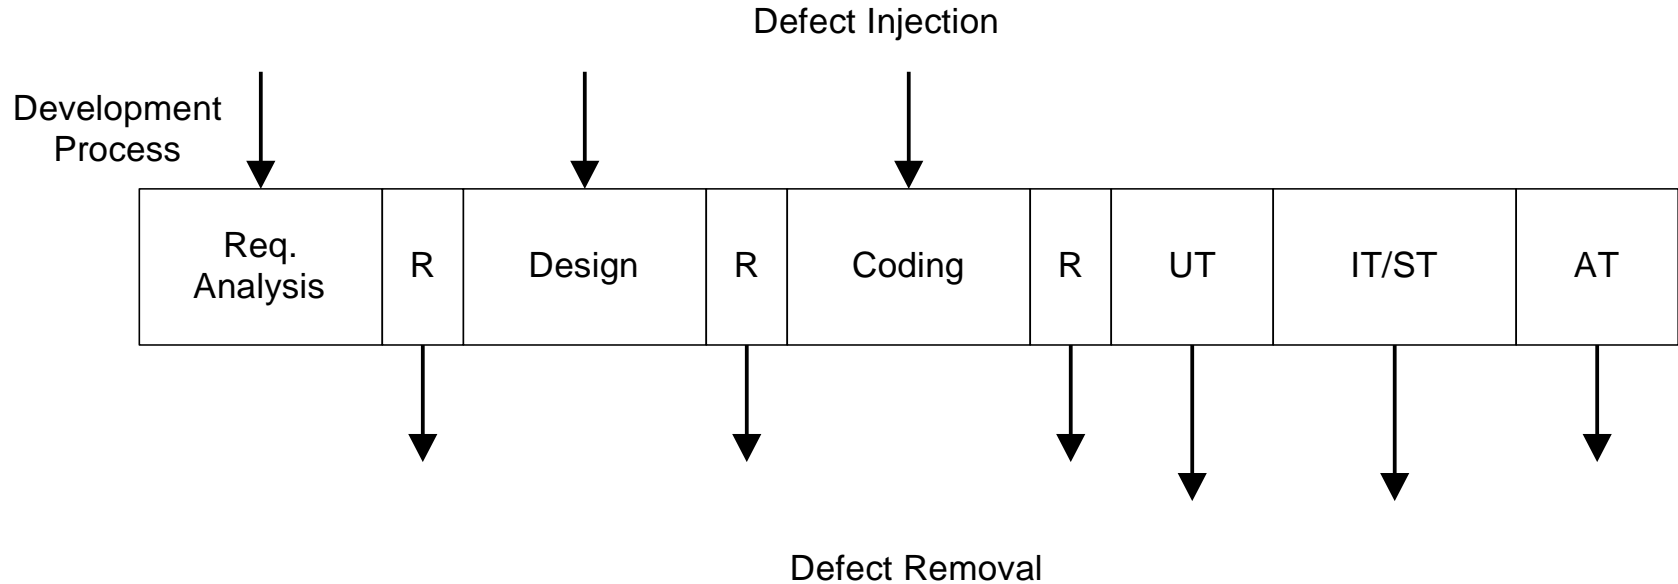 Defect Injection
Development
Process
Req.
Analysis
R
Design
R
Coding
R
UT
IT/ST
AT
Defect Removal